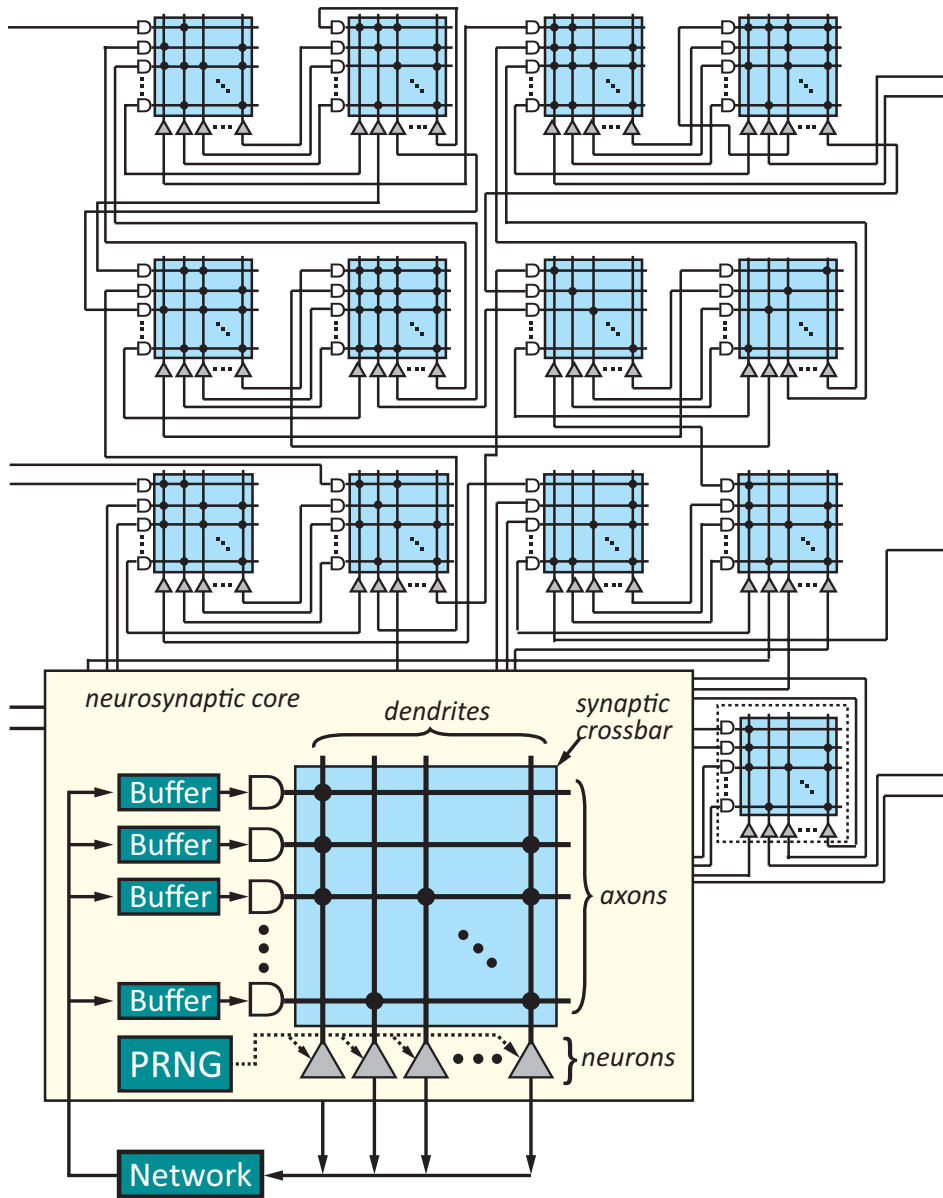 neurosynaptic core
dendrites
synaptic
crossbar
Buffer
Buffer
Buffer
axons
Buffer
PRNG
neurons
Network